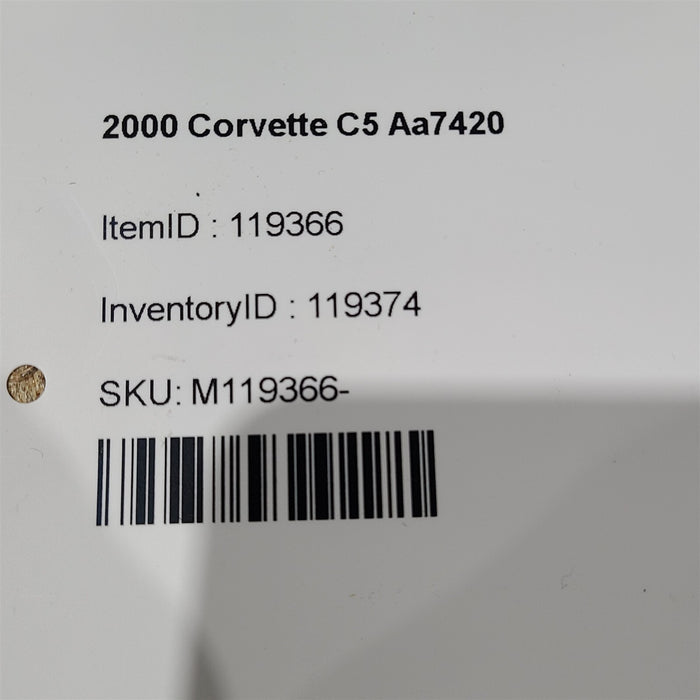 2000 Corvette C5 Aa7420
ItemID : 119366
InventoryID : 119374
SKU: M119366-